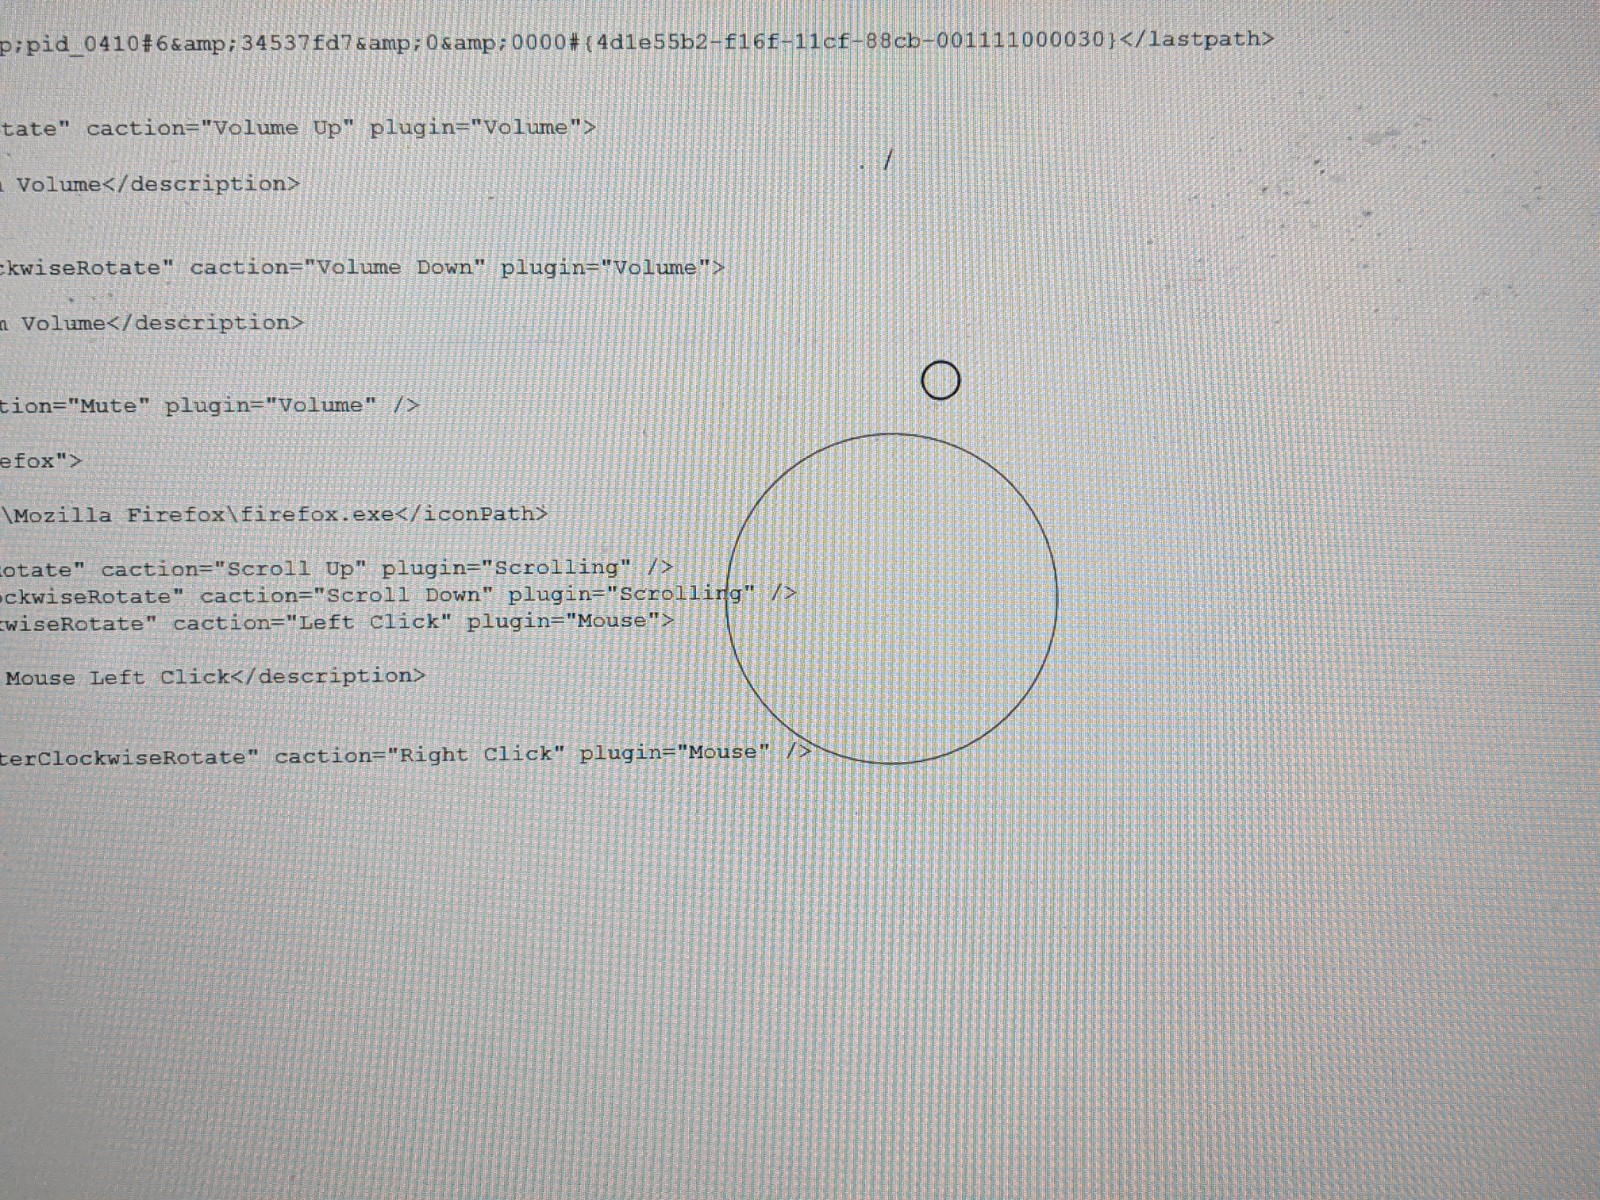 p;pid_0410#6&amp;34537fd7&amp;0&amp;0000#{4d1e55b2-f16f-11cf-88cb-001111000030}</lastpath>
tate" caction="Volume Up" plugin="Volume">
Volume</description>
ckwiseRotate" caction="Volume Down" plugin="Volume">
n Volume</description>
tion="Mute" plugin="Volume" />
efox">
\Mozilla Firefox\firefox.exe</iconPath>
otate" caction="Scroll Up" plugin="Scrolling" />
ockwiseRotate" caction="Scroll Down" plugin="Scrolling" />
kwiseRotate" caction="Left Click" plugin="Mouse">
Mouse Left Click</description>
terClockwiseRotate" caction="Right Click" plugin="Mouse" />